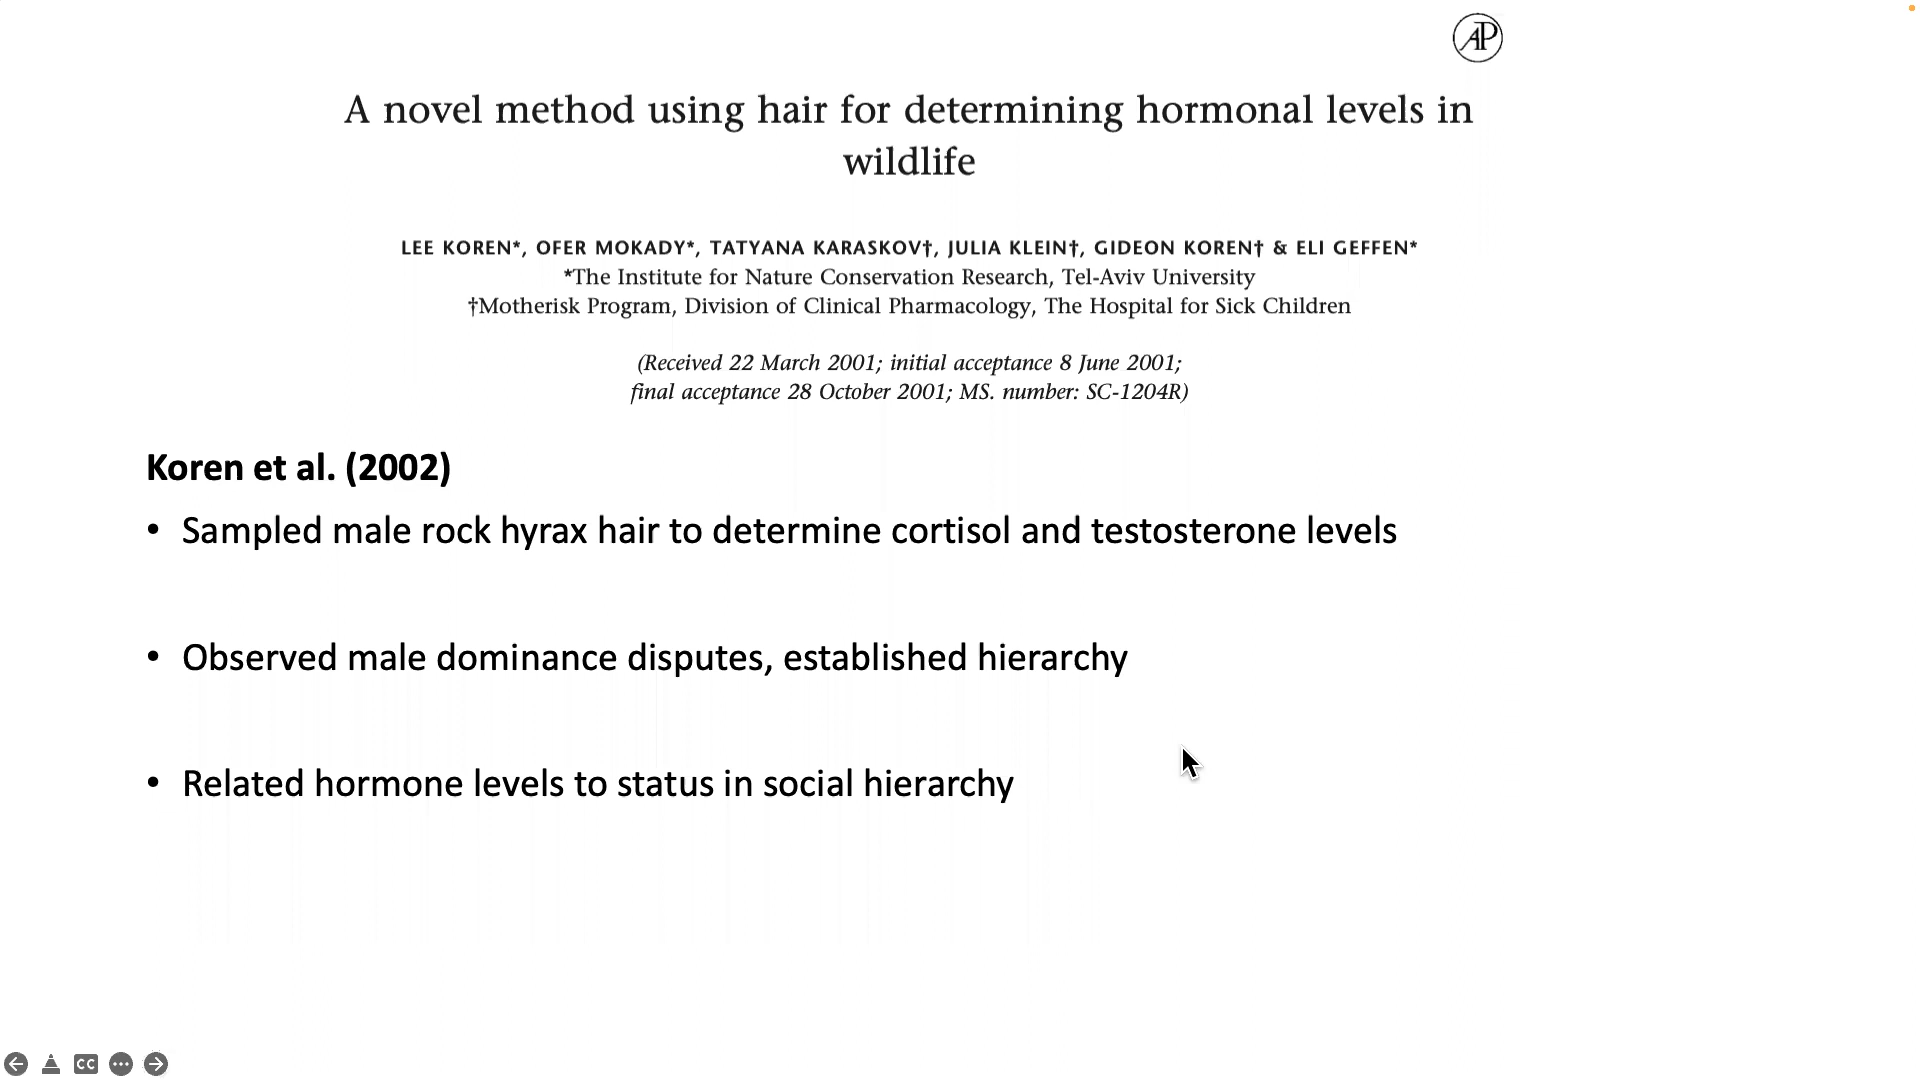 AP
A novel method using hair for determining hormonal levels in
wildlife
LEE KOREN*, OFER MOKADY*, TATYANA KARASKOV†, JULIA KLEIN†, GIDEON KOREN† & ELI GEFFEN*
*The Institute for Nature Conservation Research, Tel-Aviv University
†Motherisk Program, Division of Clinical Pharmacology, The Hospital for Sick Children
(Received 22 March 2001; initial acceptance 8 June 2001;
final acceptance 28 October 2001; MS. number: SC-1204R)
Koren et al. (2002)
• Sampled male rock hyrax hair to determine cortisol and testosterone levels
• Observed male dominance disputes, established hierarchy
• Related hormone levels to status in social hierarchy
CC